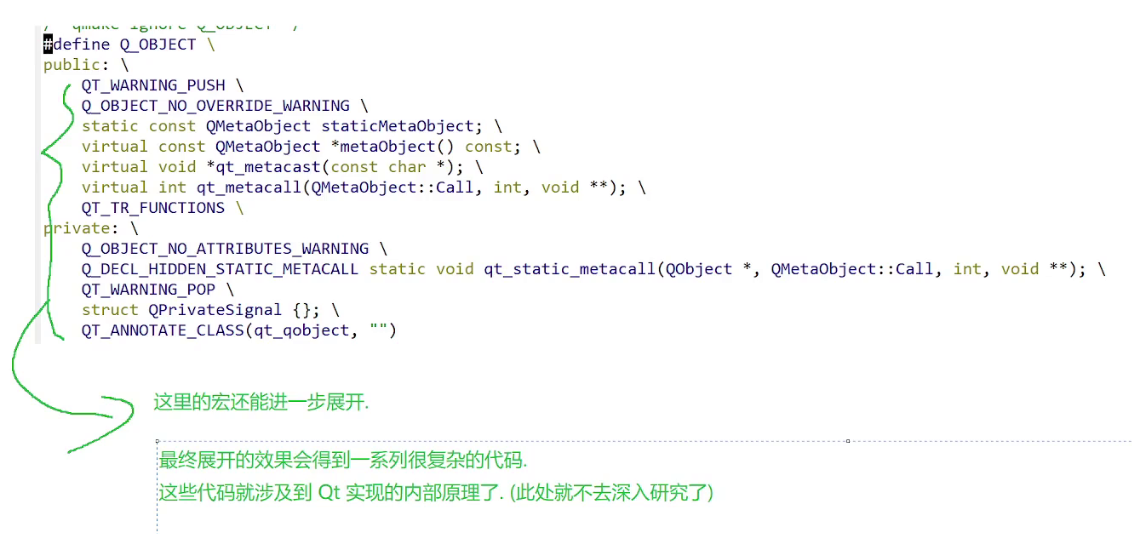 /* qmake ignore Q_OBJECT */
#define Q_OBJECT \
public: \
QT_WARNING_PUSH \
Q_OBJECT_NO_OVERRIDE_WARNING \
static const QMetaObject staticMetaObject; \
virtual const QMetaObject *metaObject() const; \
virtual void *qt_metacast(const char *); \
virtual int qt_metacall(QMetaObject::Call, int, void **); \
QT_TR_FUNCTIONS \
private: \
Q_OBJECT_NO_ATTRIBUTES_WARNING \
Q_DECL_HIDDEN_STATIC_METACALL static void qt_static_metacall(QObject *, QMetaObject::Call, int, void **); \
QT_WARNING_POP \
struct QPrivateSignal {}; \
QT_ANNOTATE_CLASS(qt_qobject, "")
这里的宏还能进一步展开.
最终展开的效果会得到一系列很复杂的代码.
这些代码就涉及到 Qt 实现的内部原理了. (此处就不去深入研究了)